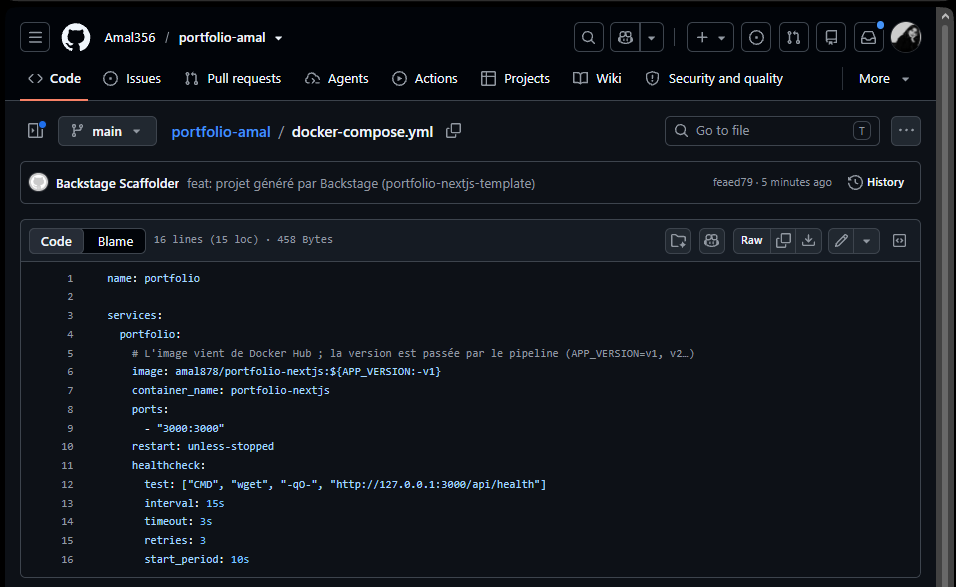 Amal356 / portfolio-amal
Code Issues Pull requests Agents Actions Projects Wiki Security and quality More
main portfolio-amal / docker-compose.yml Go to file T
Backstage Scaffolder feat: projet généré par Backstage (portfolio-nextjs-template) feaed79 · 5 minutes ago History
Code Blame 16 lines (15 loc) · 458 Bytes Raw
1 name: portfolio
2
3 services:
4 portfolio:
5 # L'image vient de Docker Hub ; la version est passée par le pipeline (APP_VERSION=v1, v2…)
6 image: amal878/portfolio-nextjs:${APP_VERSION:-v1}
7 container_name: portfolio-nextjs
8 ports:
9 - "3000:3000"
10 restart: unless-stopped
11 healthcheck:
12 test: ["CMD", "wget", "-qO-", "http://127.0.0.1:3000/api/health"]
13 interval: 15s
14 timeout: 3s
15 retries: 3
16 start_period: 10s